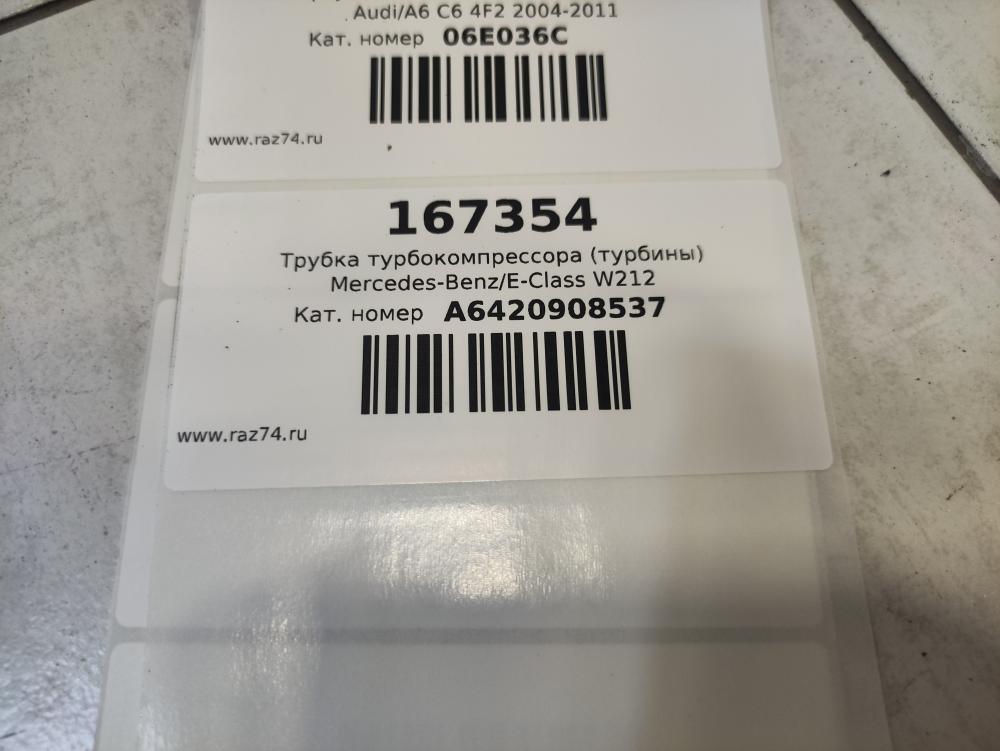 Audi/A6 C6 4F2 2004-2011
Кат. номер 06E036C
www.raz74.ru
167354
Трубка турбокомпрессора (турбины)
Mercedes-Benz/E-Class W212
Кат. номер A6420908537
www.raz74.ru